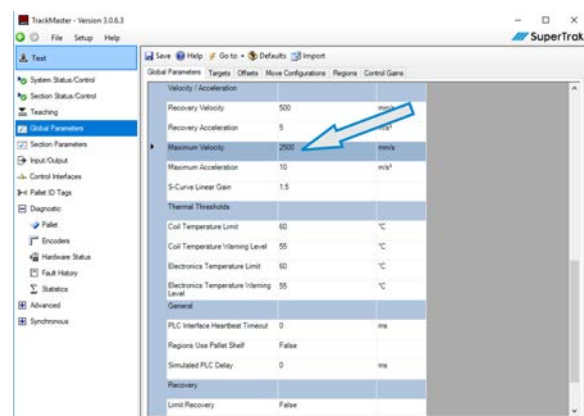 TrackMaster - Version 3.0.6.3
File Setup Help
SuperTrak
Test
Save Help Go to Defaults Import
Global Parameters Targets Offsets Move Configurations Regions Control Gains
System Status/Control
Section Status/Control
Teaching
Global Parameters
Section Parameters
Input/Output
Control Interfaces
Pallet ID Tags
Diagnostic
Pallet
Encoders
Hardware Status
Fault History
Statistics
Advanced
Synchronous
Velocity / Acceleration
Recovery Velocity 500 mm/s
Recovery Acceleration 5 m/s²
Maximum Velocity 2500 mm/s
Maximum Acceleration 10 m/s²
S-Curve Linear Gain 1.5
Thermal Thresholds
Coil Temperature Limit 60 °C
Coil Temperature Warning Level 55 °C
Electronics Temperature Limit 60 °C
Electronics Temperature Warning 55 °C
Level
General
PLC Interface Heartbeat Timeout 0 ms
Regions Use Pallet Shelf False
Simulated PLC Delay 0 ms
Recovery
Limit Recovery False